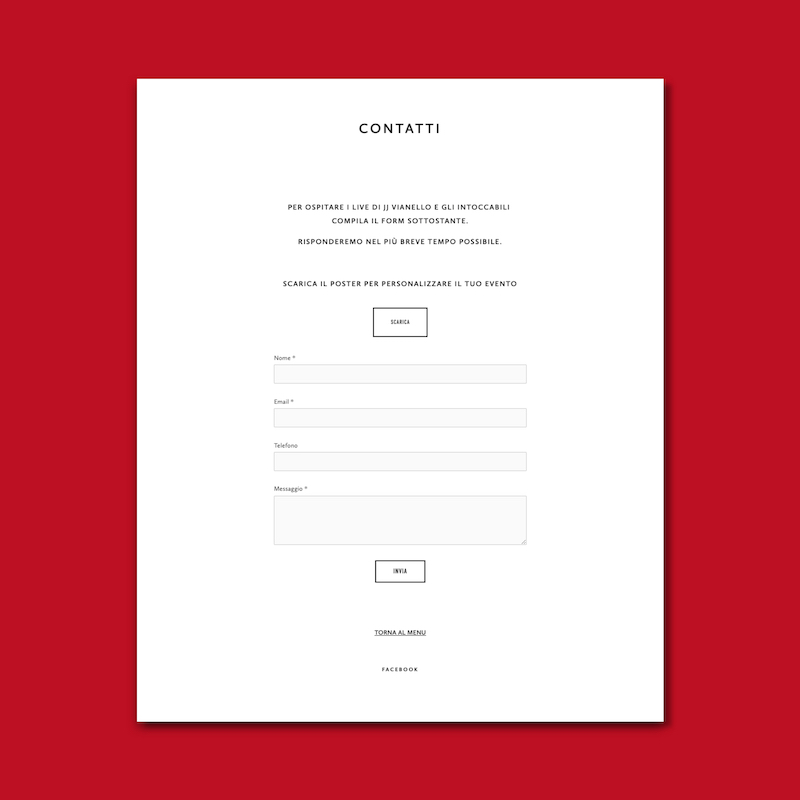 CONTATTI
PER OSPITARE I LIVE DI JJ VIANELLO E GLI INTOCCABILI
COMPILA IL FORM SOTTOSTANTE.
RISPONDEREMO NEL PIÙ BREVE TEMPO POSSIBILE.
SCARICA IL POSTER PER PERSONALIZZARE IL TUO EVENTO
SCARICA
Nome *
Email *
Telefono
Messaggio *
INVIA
TORNA AL MENU
FACEBOOK